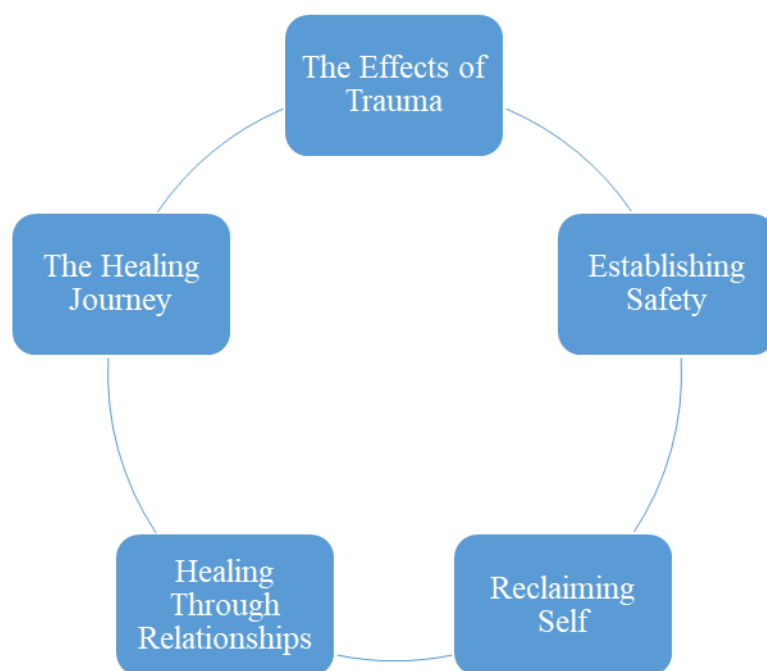 The Effects of
Trauma
Establishing
Safety
Reclaiming
Self
Healing
Through
Relationships
The Healing
Journey